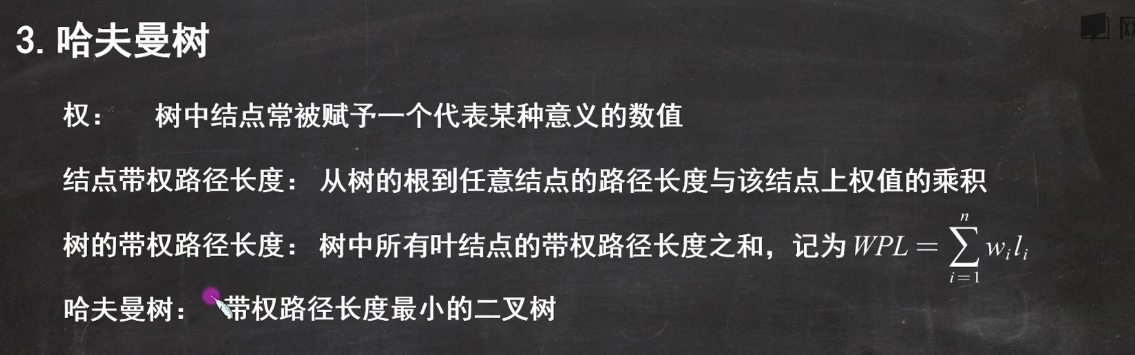 3. 哈夫曼树
权： 树中结点常被赋予一个代表某种意义的数值
结点带权路径长度： 从树的根到任意结点的路径长度与该结点上权值的乘积
树的带权路径长度： 树中所有叶结点的带权路径长度之和，记为 WPL = ∑_{i=1}^{n} w_i l_i
哈夫曼树： 带权路径长度最小的二叉树